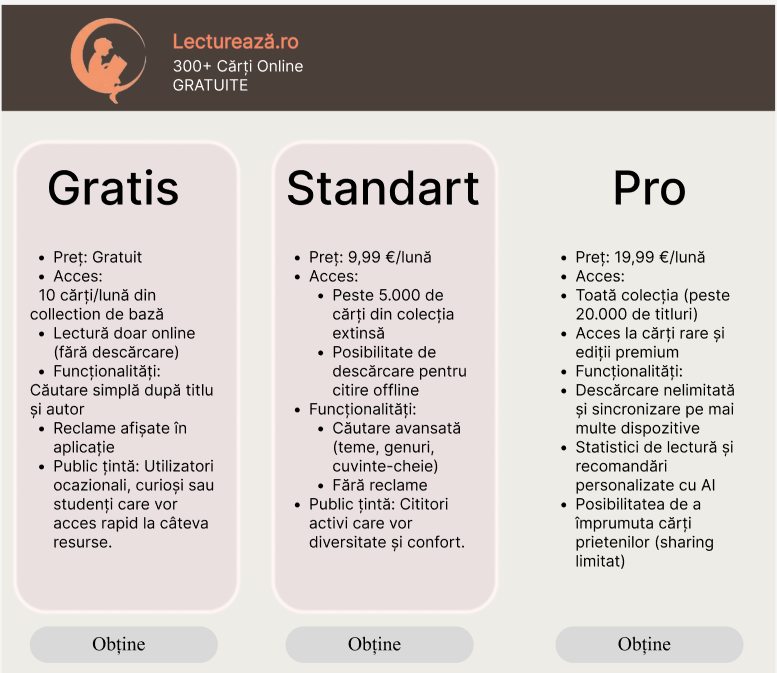 Lecturează.ro
300+ Cărți Online
GRATUITE
Gratis
• Preț: Gratuit
• Acces:
10 cărți/lună din
collection de bază
• Lectură doar online
(fără descărcare)
• Funcționalități:
Căutare simplă după titlu
și autor
• Reclame afișate în
aplicație
• Public țintă: Utilizatori
ocazionali, curioși sau
studenți care vor
acces rapid la câteva
resurse.
Obține
Standart
• Preț: 9,99 €/lună
• Acces:
• Peste 5.000 de
cărți din colecția
extinsă
• Posibilitate de
descărcare pentru
citire offline
• Funcționalități:
• Căutare avansată
(teme, genuri,
cuvinte-cheie)
• Fără reclame
• Public țintă: Cititori
activi care vor
diversitate și confort.
Obține
Pro
• Preț: 19,99 €/lună
• Acces:
• Toată colecția (peste
20.000 de titluri)
• Acces la cărți rare și
ediții premium
• Funcționalități:
• Descărcare nelimitată
și sincronizare pe mai
multe dispozitive
• Statistici de lectură și
recomandări
personalizate cu AI
• Posibilitatea de a
împrumuta cărți
prietenilor (sharing
limitat)
Obține